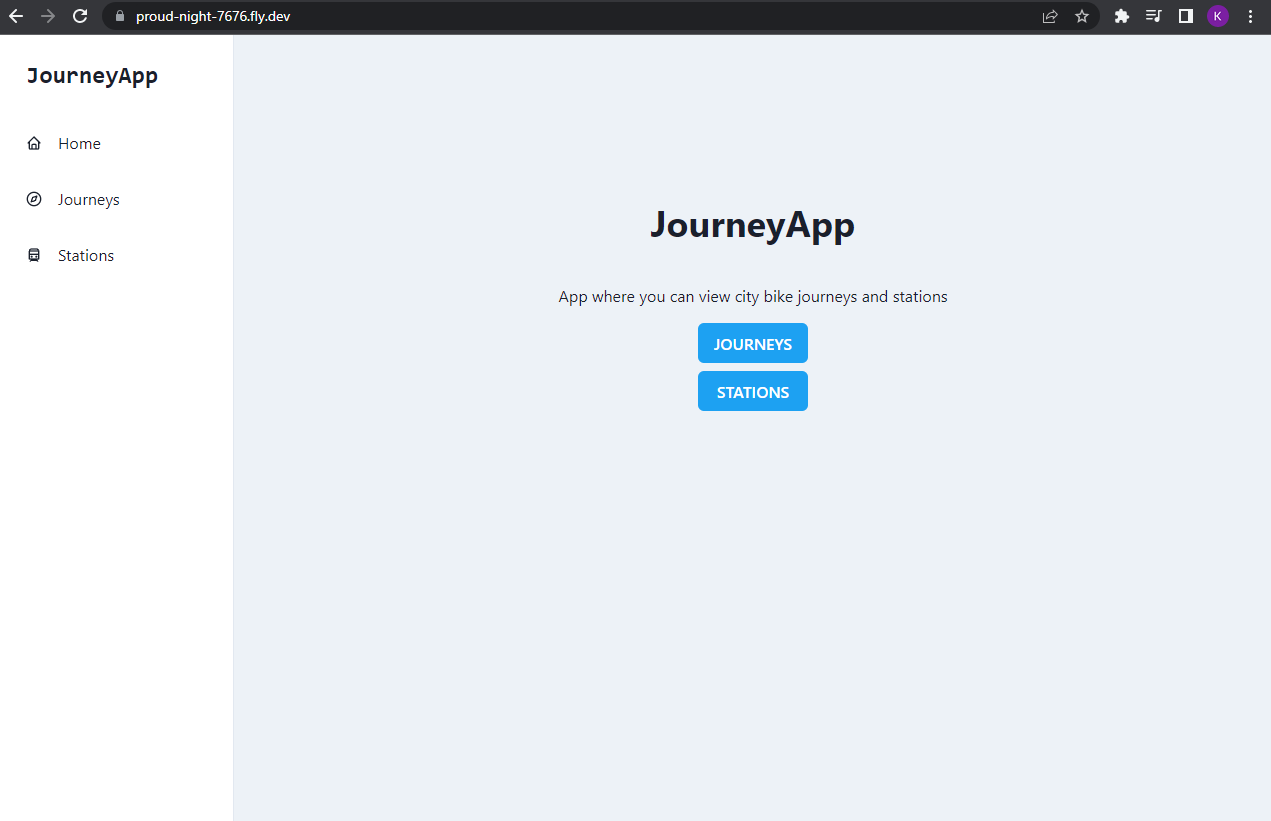 proud-night-7676.fly.dev
K
JourneyApp
Home
Journeys
Stations
JourneyApp
App where you can view city bike journeys and stations
JOURNEYS
STATIONS